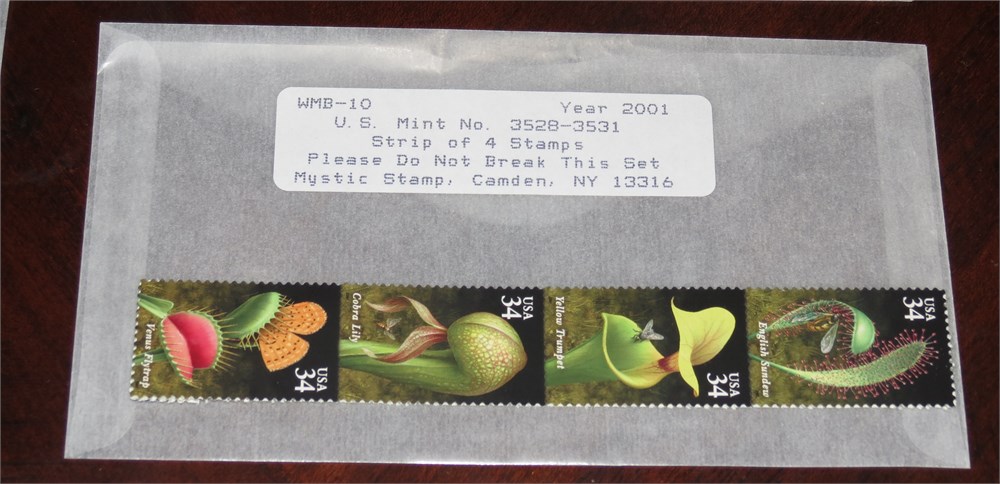 WMB-10 Year 2001
U.S. Mint No. 3528-3531
Strip of 4 Stamps
Please Do Not Break This Set
Mystic Stamp, Camden, NY 13316
Venus Flytrap
USA
34
Cobra Lily
USA
34
Yellow Trumpet
USA
34
English Sundew
USA
34